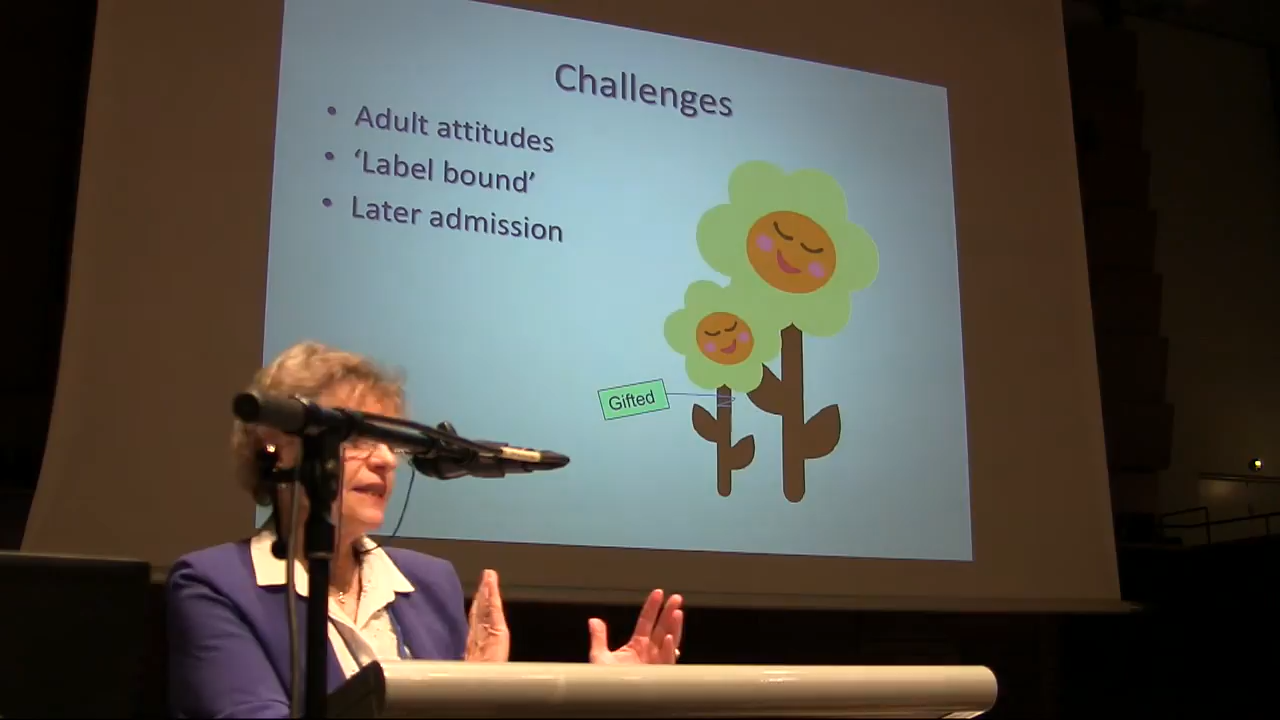 Challenges
• Adult attitudes
• ‘Label bound’
• Later admission
Gifted